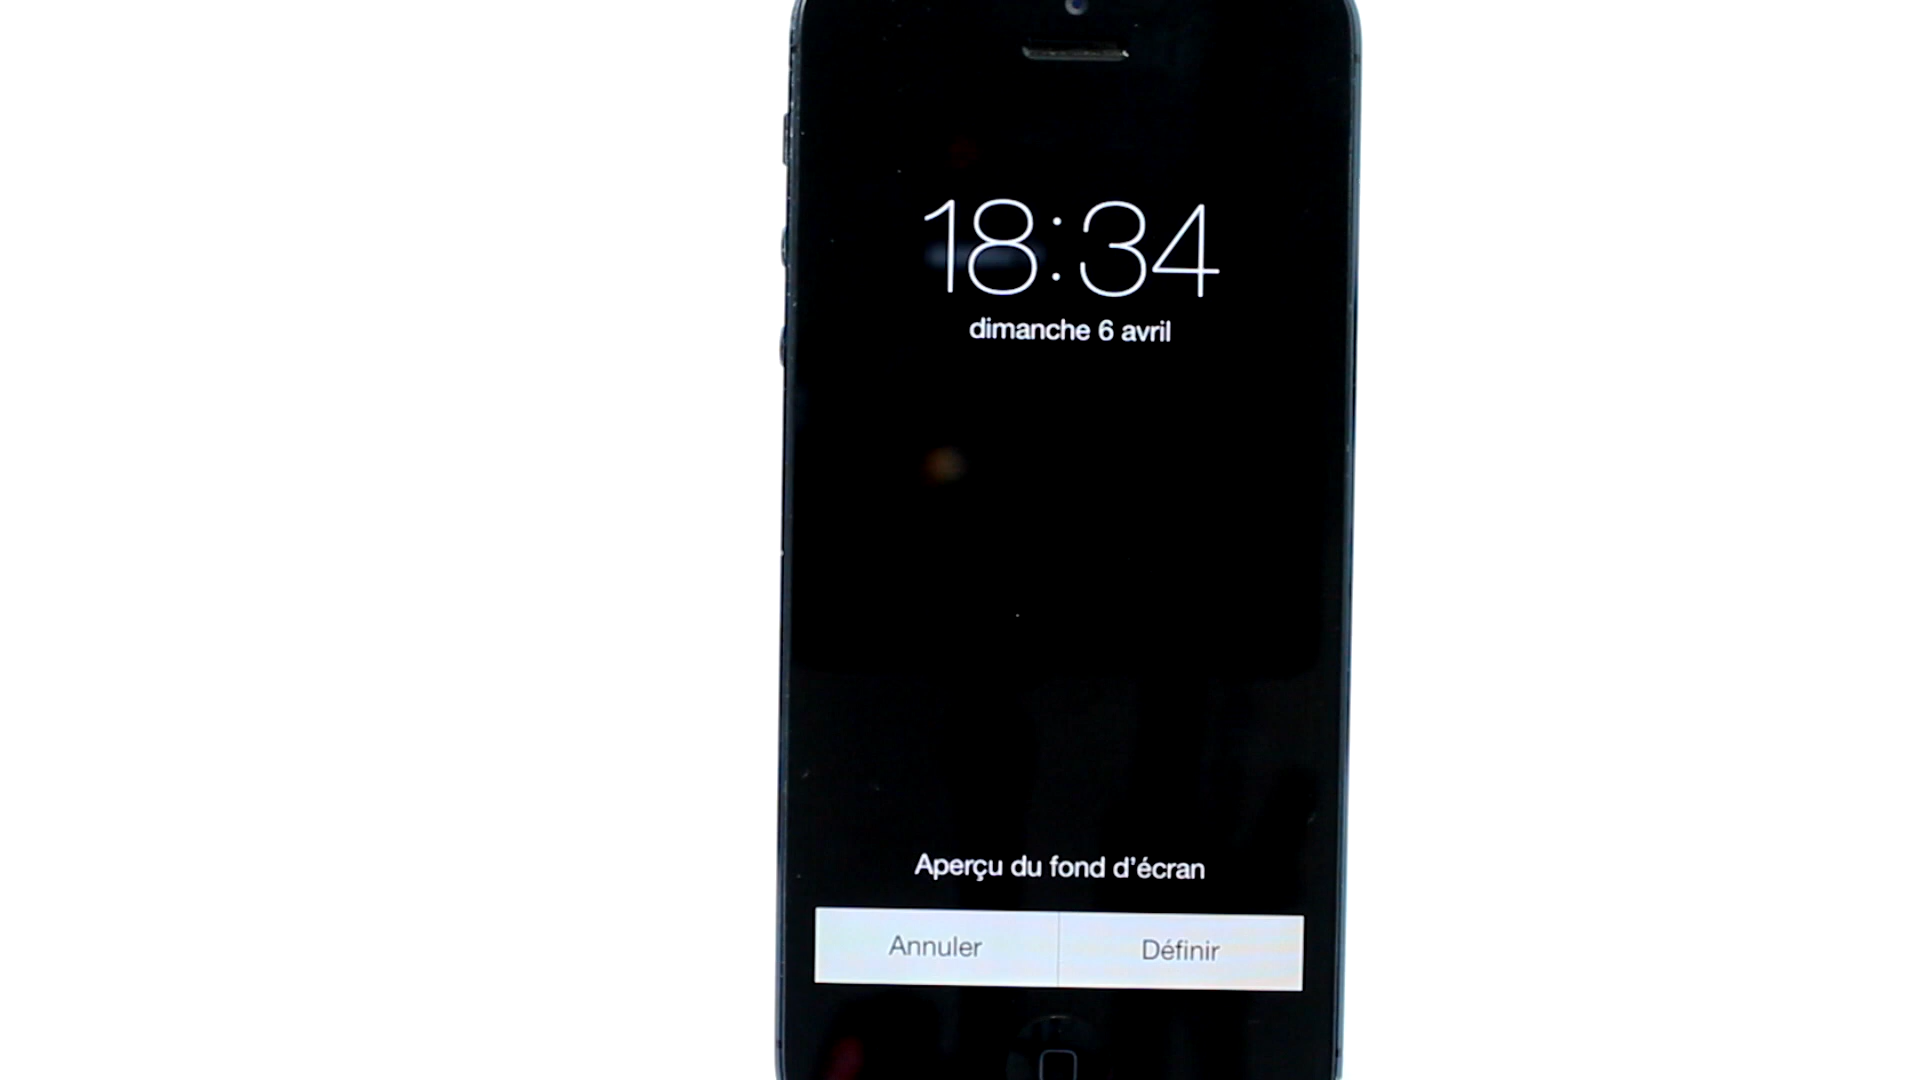 18:34
dimanche 6 avril
Aperçu du fond d'écran
Annuler
Définir